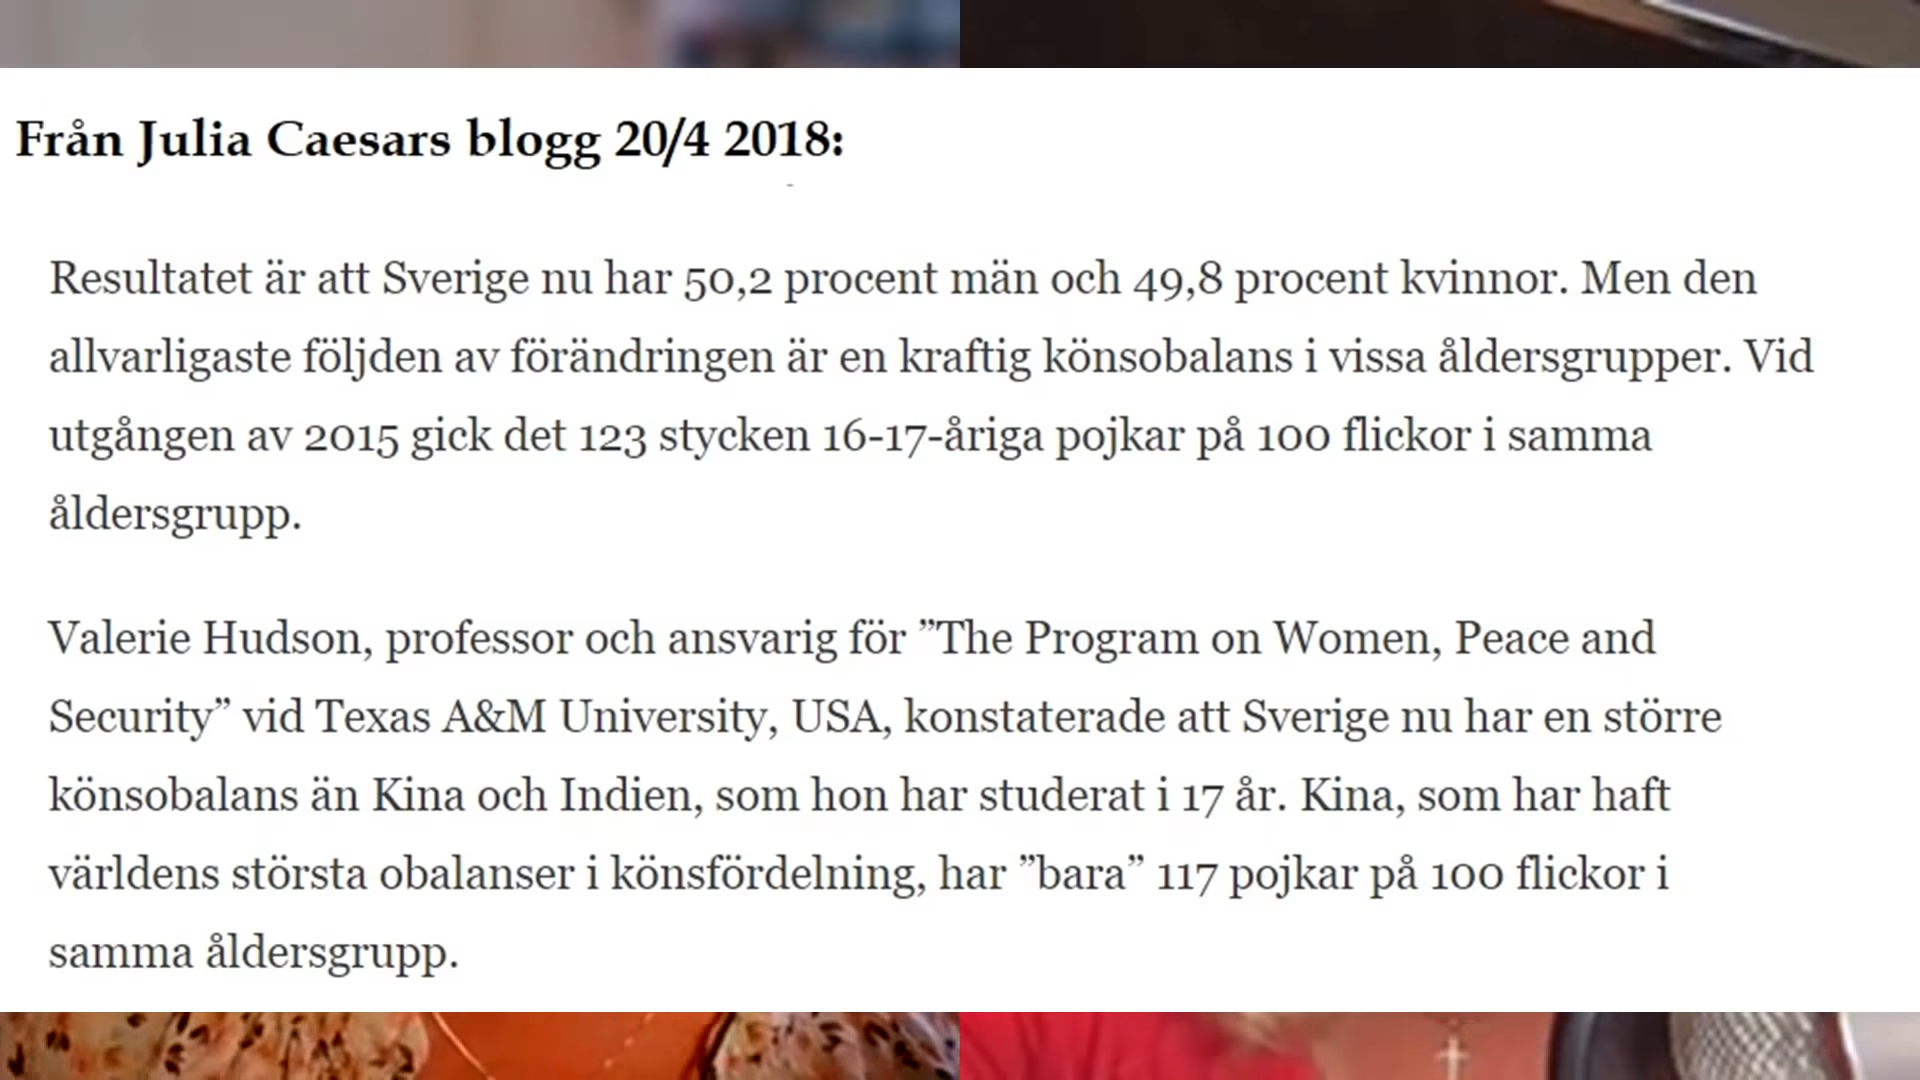 Från Julia Caesars blogg 20/4 2018:
Resultatet är att Sverige nu har 50,2 procent män och 49,8 procent kvinnor. Men den
allvarligaste följden av förändringen är en kraftig könsobalans i vissa åldersgrupper. Vid
utgången av 2015 gick det 123 stycken 16-17-åriga pojkar på 100 flickor i samma
åldersgrupp.
Valerie Hudson, professor och ansvarig för ”The Program on Women, Peace and
Security” vid Texas A&M University, USA, konstaterade att Sverige nu har en större
könsobalans än Kina och Indien, som hon har studerat i 17 år. Kina, som har haft
världens största obalanser i könsfördelning, har ”bara” 117 pojkar på 100 flickor i
samma åldersgrupp.